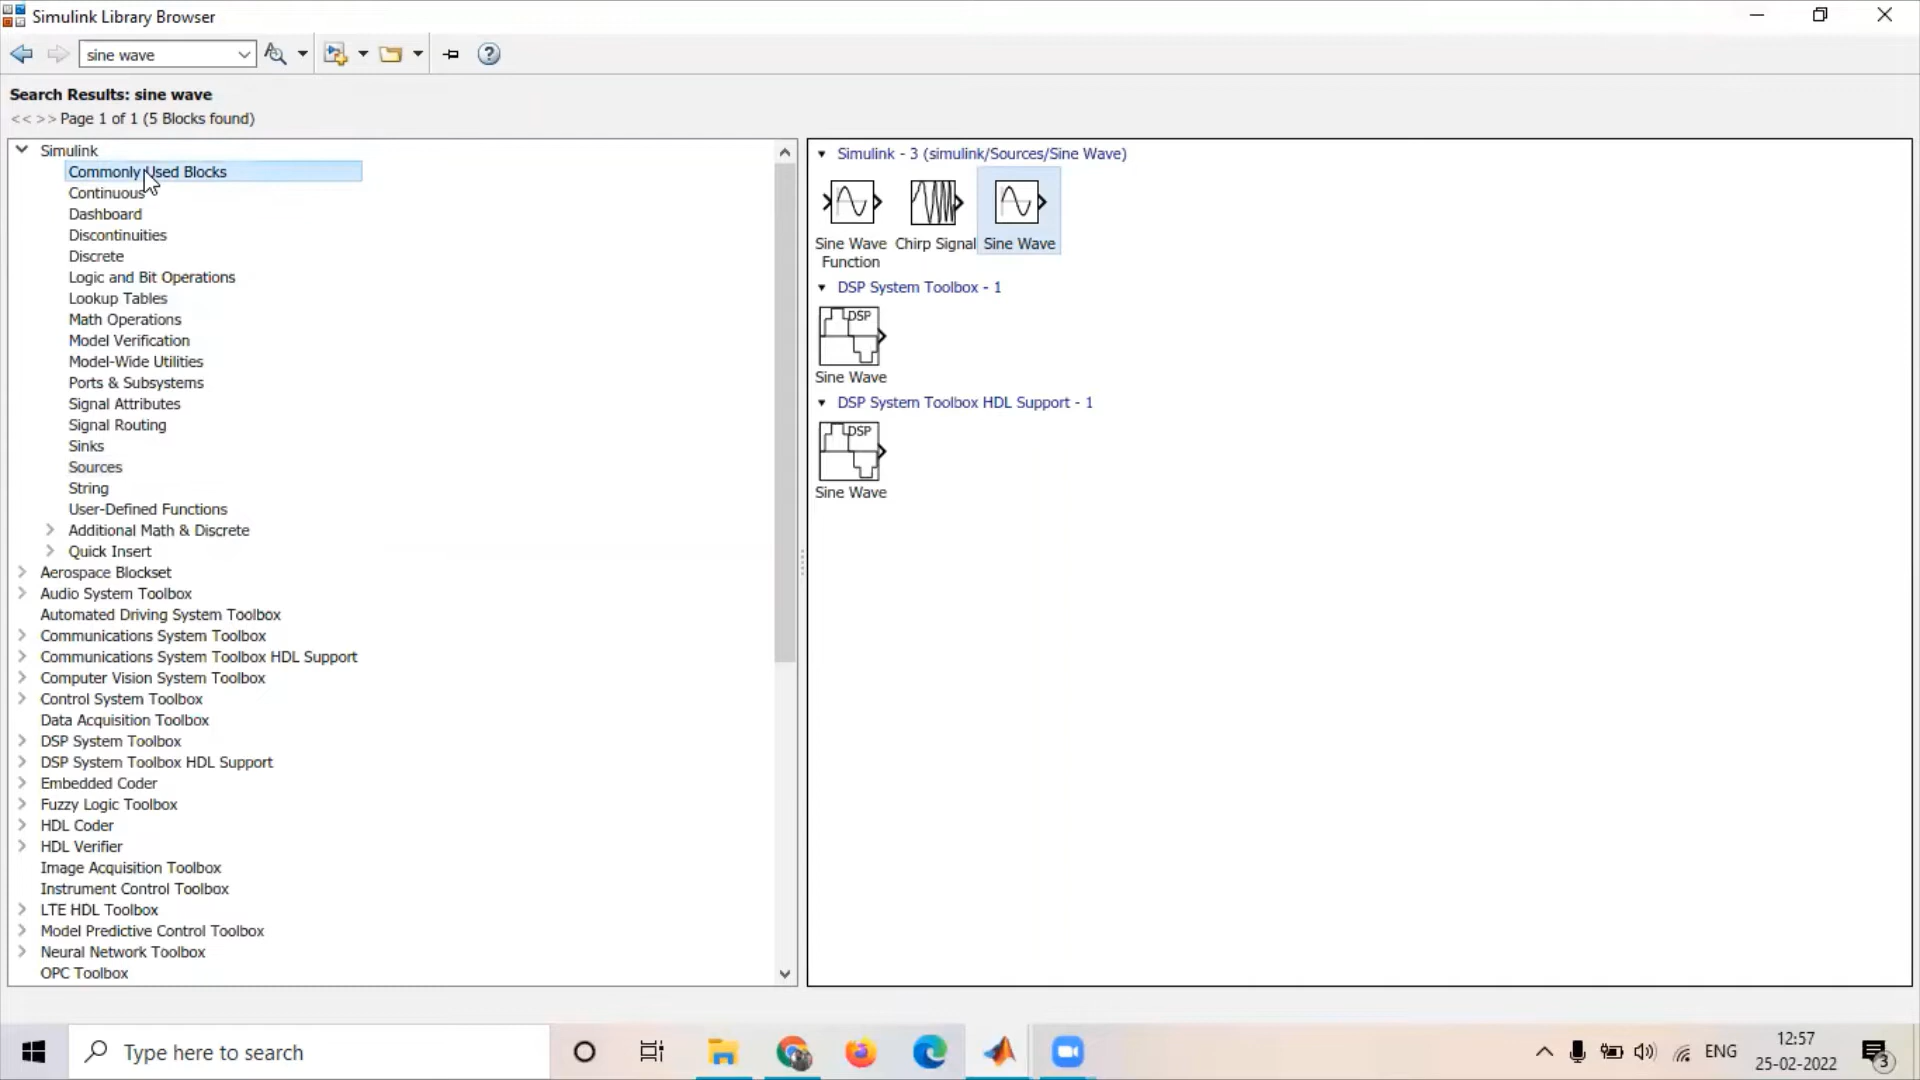 Simulink Library Browser
sine wave
Search Results: sine wave
<< >> Page 1 of 1 (5 Blocks found)
Simulink
Commonly Used Blocks
Continuous
Dashboard
Discontinuities
Discrete
Logic and Bit Operations
Lookup Tables
Math Operations
Model Verification
Model-Wide Utilities
Ports & Subsystems
Signal Attributes
Signal Routing
Sinks
Sources
String
User-Defined Functions
Additional Math & Discrete
Quick Insert
Aerospace Blockset
Audio System Toolbox
Automated Driving System Toolbox
Communications System Toolbox
Communications System Toolbox HDL Support
Computer Vision System Toolbox
Control System Toolbox
Data Acquisition Toolbox
DSP System Toolbox
DSP System Toolbox HDL Support
Embedded Coder
Fuzzy Logic Toolbox
HDL Coder
HDL Verifier
Image Acquisition Toolbox
Instrument Control Toolbox
LTE HDL Toolbox
Model Predictive Control Toolbox
Neural Network Toolbox
OPC Toolbox
Simulink - 3 (simulink/Sources/Sine Wave)
Sine Wave Chirp Signal Sine Wave
Function
DSP System Toolbox - 1
DSP
Sine Wave
DSP System Toolbox HDL Support - 1
DSP
Sine Wave
Type here to search
ENG
12:57
25-02-2022
3